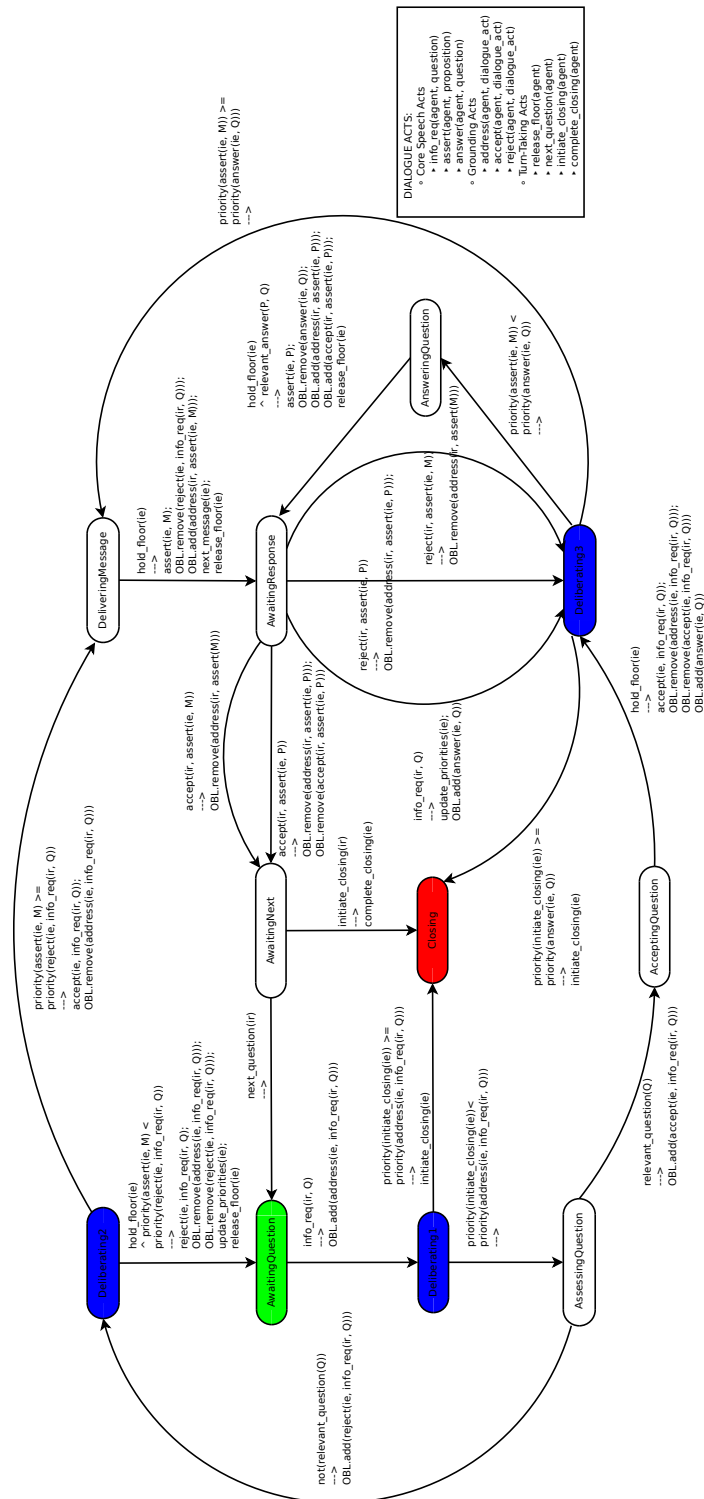 DeliveringMessage
Deliberating2
priority(assert(ie, M) >=
priority(reject(ie, info_req(ir, Q))
--->
accept(ie, info_req(ir, Q));
OBL.remove(address(ie, info_req(ir, Q)))
priority(assert(ie, M)) >=
priority(answer(ie, Q)))
--->
hold_floor(ie)
^ priority(assert(ie, M) <
priority(reject(ie, info_req(ir, Q))
--->
reject(ie, info_req(ir, Q);
OBL.remove(address(ie, info_req(ir, Q)));
OBL.remove(reject(ie, info_req(ir, Q)));
update_priorities(ie);
release_floor(ie)
hold_floor(ie)
--->
assert(ie, M);
OBL.remove(reject(ie, info_req(ir, Q)));
OBL.add(address(ir, assert(ie, M)));
next_message(ie);
release_floor(ie)
accept(ir, assert(ie, M))
--->
OBL.remove(address(ir, assert(M)))
hold_floor(ie)
^ relevant_answer(P, Q)
--->
assert(ie, P);
OBL.remove(answer(ie, Q));
OBL.add(address(ir, assert(ie, P)));
OBL.add(accept(ir, assert(ie, P)));
release_floor(ie)
AwaitingQuestion
next_question(ir)
--->
AwaitingNext
accept(ir, assert(ie, P))
--->
OBL.remove(address(ir, assert(ie, P)));
OBL.remove(accept(ir, assert(ie, P)))
AwaitingResponse
not(relevant_question(Q))
--->
OBL.add(reject(ie, info_req(ir, Q)))
info_req(ir, Q)
--->
OBL.add(address(ie, info_req(ir, Q)))
initiate_closing(ir)
--->
complete_closing(ie)
reject(ir, assert(ie, P))
--->
OBL.remove(address(ir, assert(ie, P)));
reject(ir, assert(ie, M))
--->
OBL.remove(address(ir, assert(M)))
AnsweringQuestion
DIALOGUE ACTS:
∘ Core Speech Acts
‣ info_req(agent, question)
‣ assert(agent, proposition)
‣ answer(agent, question)
∘ Grounding Acts
‣ address(agent, dialogue_act)
‣ accept(agent, dialogue_act)
‣ reject(agent, dialogue_act)
∘ Turn-Taking Acts
‣ release_floor(agent)
‣ next_question(agent)
‣ initiate_closing(agent)
‣ complete_closing(agent)
Deliberating1
priority(initiate_closing(ie)) >=
priority(address(ie, info_req(ir, Q)))
--->
initiate_closing(ie)
Closing
info_req(ir, Q)
--->
update_priorities(ie);
OBL.add(answer(ie, Q))
priority(assert(ie, M)) <
priority(answer(ie, Q))
--->
priority(initiate_closing(ie))<
priority(address(ie, info_req(ir, Q)))
--->
priority(initiate_closing(ie)) >=
priority(answer(ie, Q))
--->
initiate_closing(ie)
AssessingQuestion
Deliberating3
relevant_question(Q)
--->
OBL.add(accept(ie, info_req(ir, Q)))
AcceptingQuestion
hold_floor(ie)
--->
accept(ie, info_req(ir, Q));
OBL.remove(address(ie, info_req(ir, Q)));
OBL.remove(accept(ie, info_req(ir, Q)))
OBL.add(answer(ie, Q))